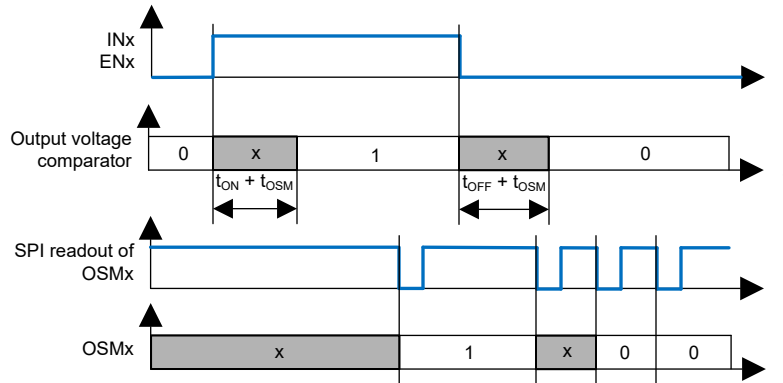 INx
ENx
Output voltage
comparator
0 x 1 x 0
tON + tOSM tOFF + tOSM
SPI readout of
OSMx
OSMx
x 1 x 0 0